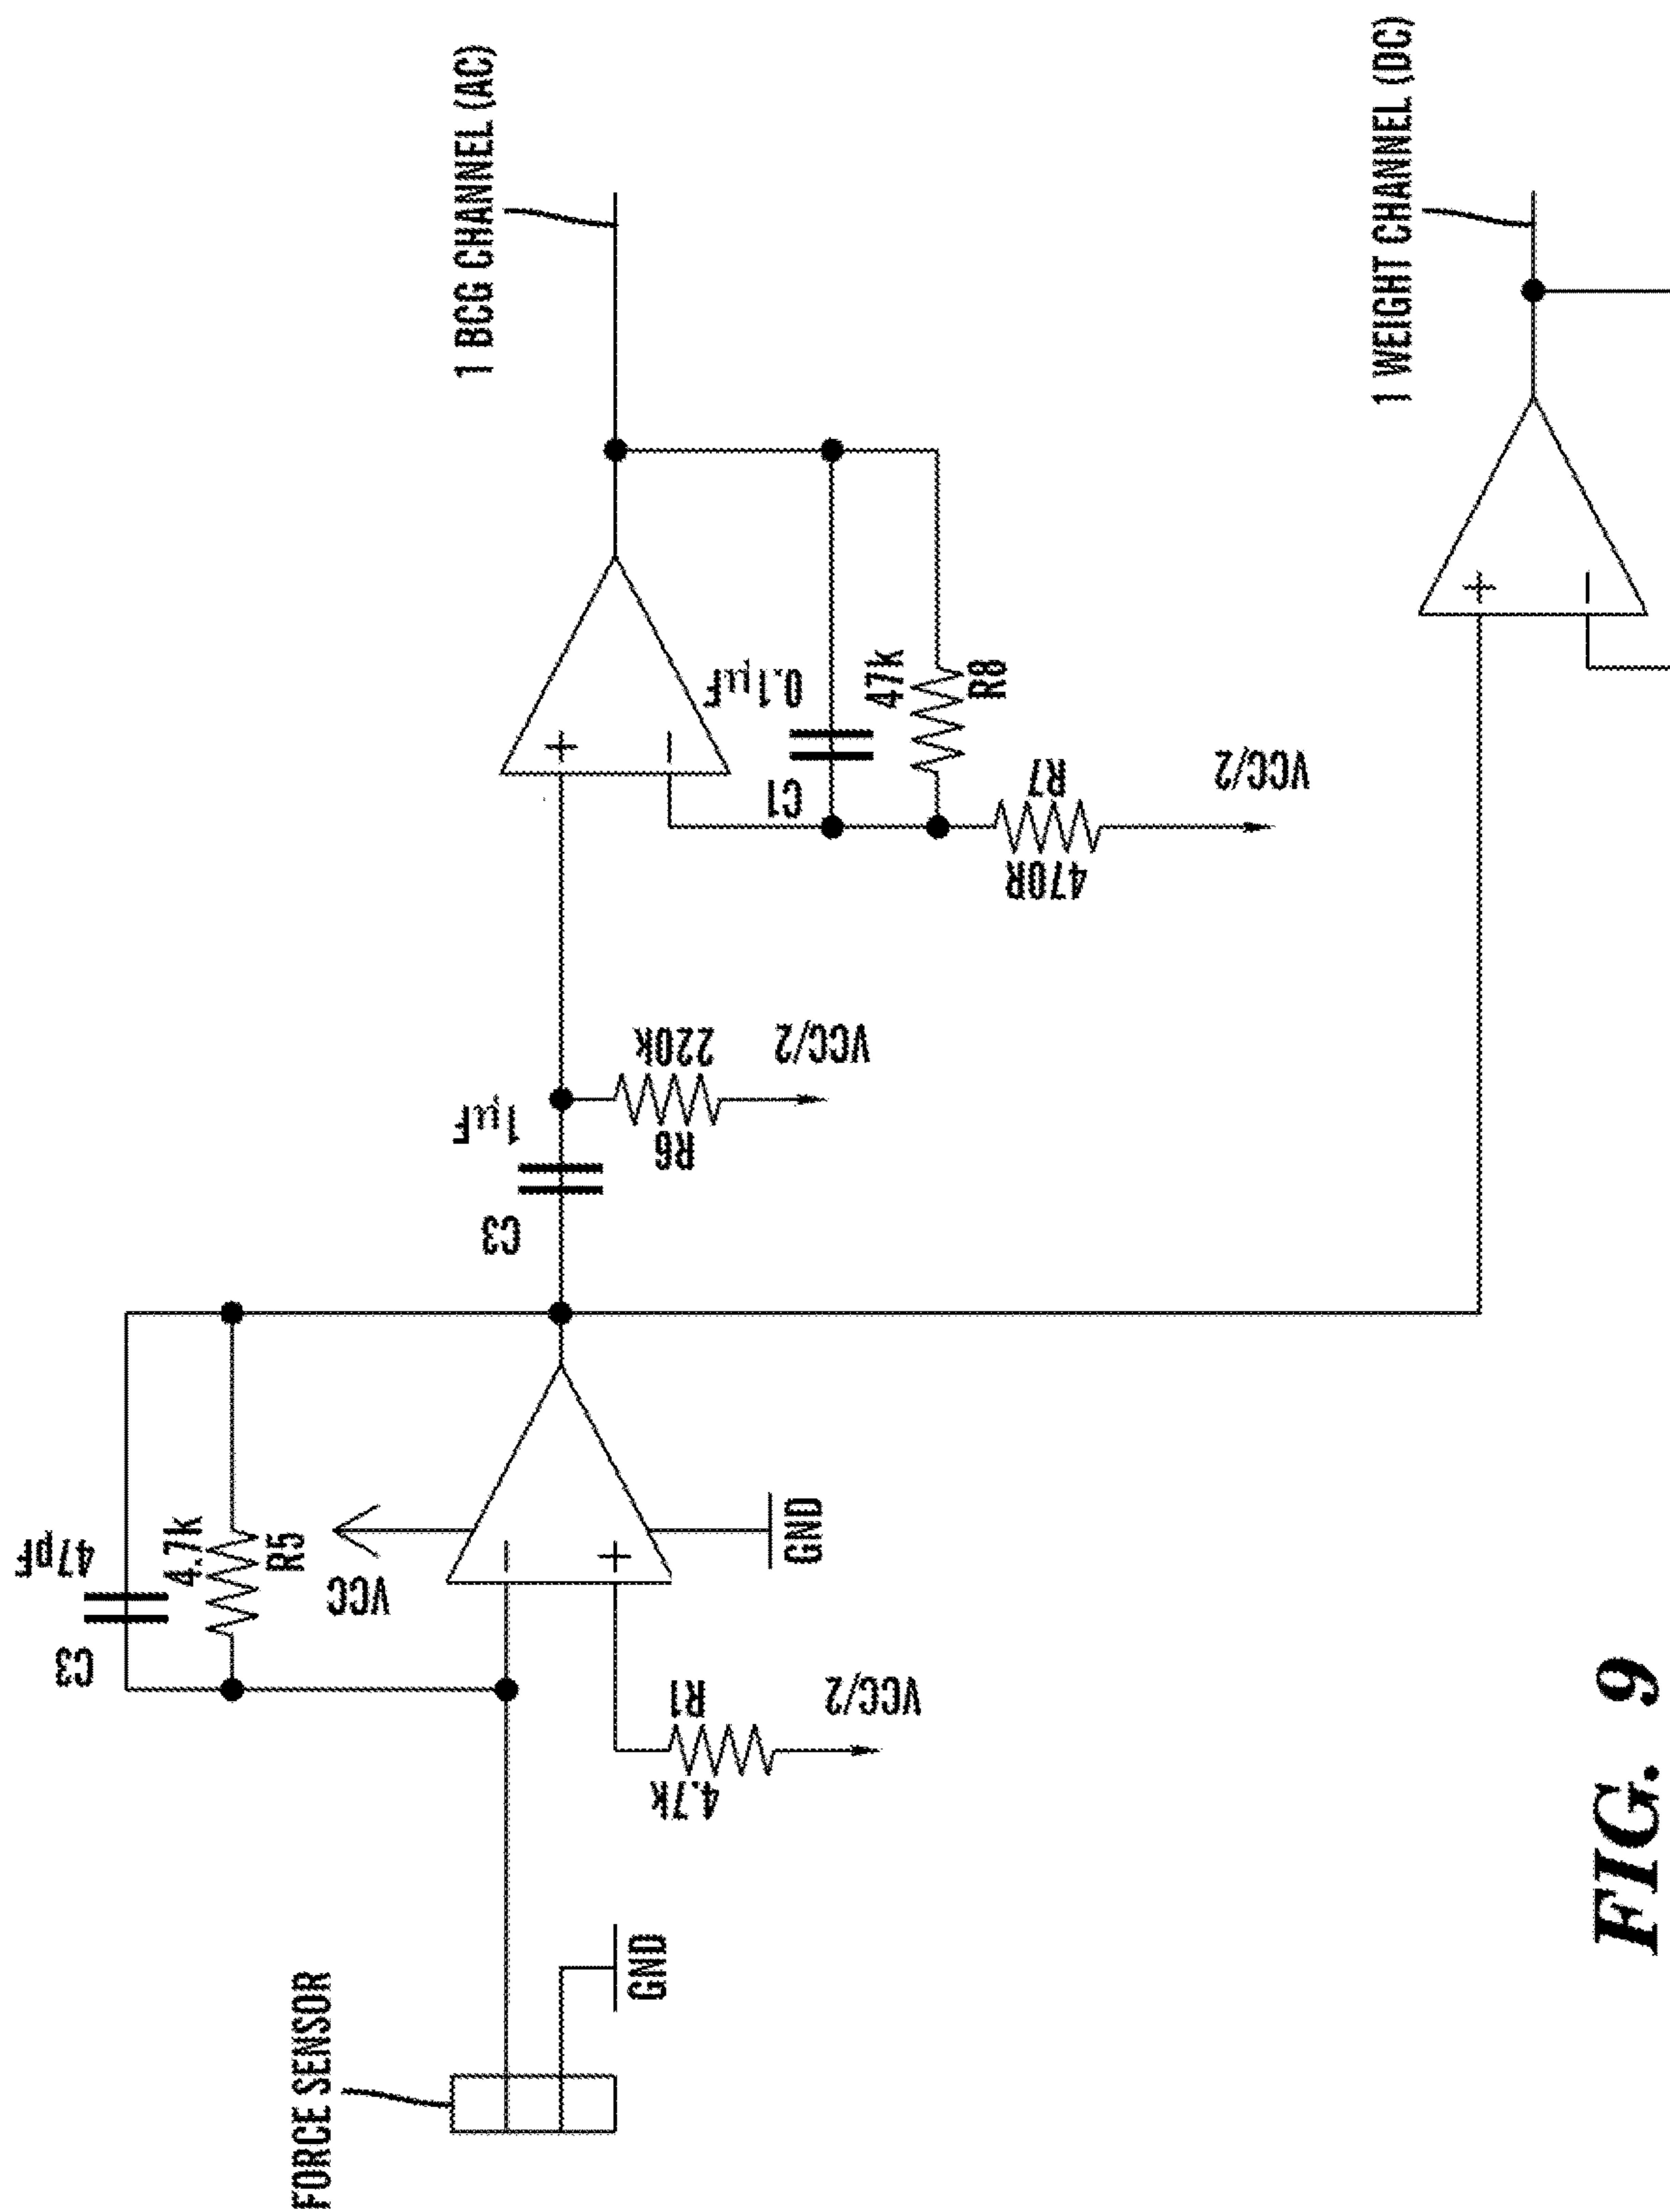 FORCE SENSOR
GND
C3
47pF
4.7k
R5
VCC
GND
R1
4.7k
VCC/2
C3
1µF
R6
220k
VCC/2
C1
0.1µF
47k
R8
R7
470R
VCC/2
1 BCG CHANNEL (AC)
1 WEIGHT CHANNEL (DC)
FIG. 9